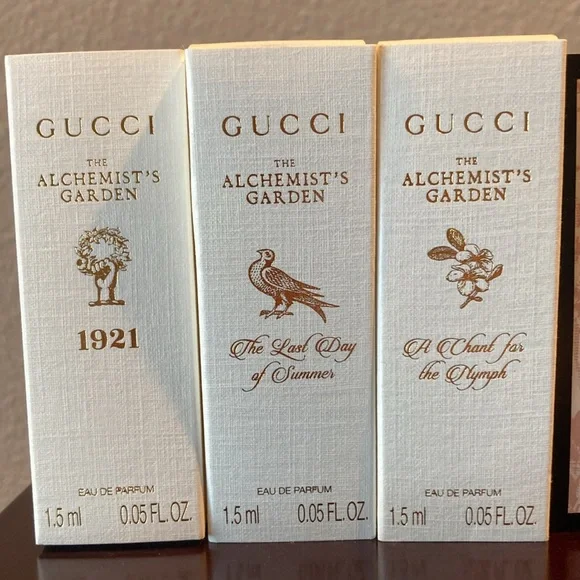 GUCCI
THE
ALCHEMIST'S
GARDEN
1921
EAU DE PARFUM
1.5 ml 0.05 FL. OZ.
GUCCI
THE
ALCHEMIST'S
GARDEN
The Last Day
of Summer
EAU DE PARFUM
1.5 ml 0.05 FL. OZ.
GUCCI
THE
ALCHEMIST'S
GARDEN
A Chant for
the Nymph
EAU DE PARFUM
1.5 ml 0.05 FL. OZ.